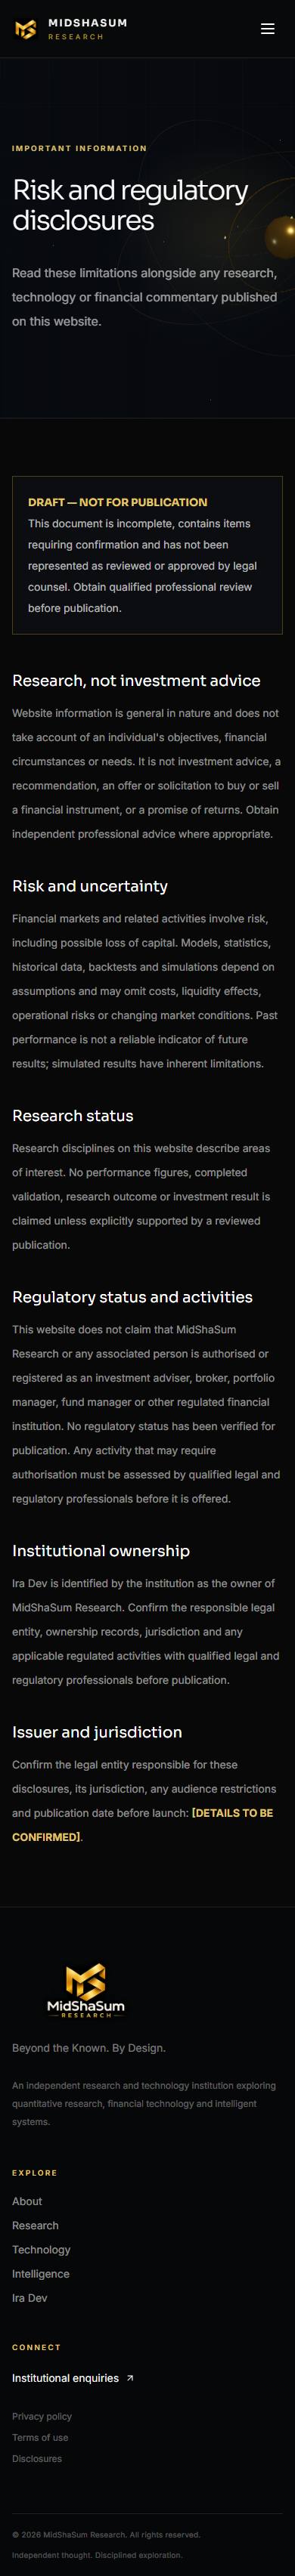 MIDSHASUM
RESEARCH
IMPORTANT INFORMATION
Risk and regulatory
disclosures
Read these limitations alongside any research,
technology or financial commentary published
on this website.
DRAFT — NOT FOR PUBLICATION
This document is incomplete, contains items
requiring confirmation and has not been
represented as reviewed or approved by legal
counsel. Obtain qualified professional review
before publication.
Research, not investment advice
Website information is general in nature and does not
take account of an individual's objectives, financial
circumstances or needs. It is not investment advice, a
recommendation, an offer or solicitation to buy or sell
a financial instrument, or a promise of returns. Obtain
independent professional advice where appropriate.
Risk and uncertainty
Financial markets and related activities involve risk,
including possible loss of capital. Models, statistics,
historical data, backtests and simulations depend on
assumptions and may omit costs, liquidity effects,
operational risks or changing market conditions. Past
performance is not a reliable indicator of future
results; simulated results have inherent limitations.
Research status
Research disciplines on this website describe areas
of interest. No performance figures, completed
validation, research outcome or investment result is
claimed unless explicitly supported by a reviewed
publication.
Regulatory status and activities
This website does not claim that MidShaSum
Research or any associated person is authorised or
registered as an investment adviser, broker, portfolio
manager, fund manager or other regulated financial
institution. No regulatory status has been verified for
publication. Any activity that may require
authorisation must be assessed by qualified legal and
regulatory professionals before it is offered.
Institutional ownership
Ira Dev is identified by the institution as the owner of
MidShaSum Research. Confirm the responsible legal
entity, ownership records, jurisdiction and any
applicable regulated activities with qualified legal and
regulatory professionals before publication.
Issuer and jurisdiction
Confirm the legal entity responsible for these
disclosures, its jurisdiction, any audience restrictions
and publication date before launch: [DETAILS TO BE
CONFIRMED].
MidShaSum
RESEARCH
Beyond the Known. By Design.
An independent research and technology institution exploring
quantitative research, financial technology and intelligent
systems.
EXPLORE
About
Research
Technology
Intelligence
Ira Dev
CONNECT
Institutional enquiries
Privacy policy
Terms of use
Disclosures
© 2026 MidShaSum Research. All rights reserved.
Independent thought. Disciplined exploration.